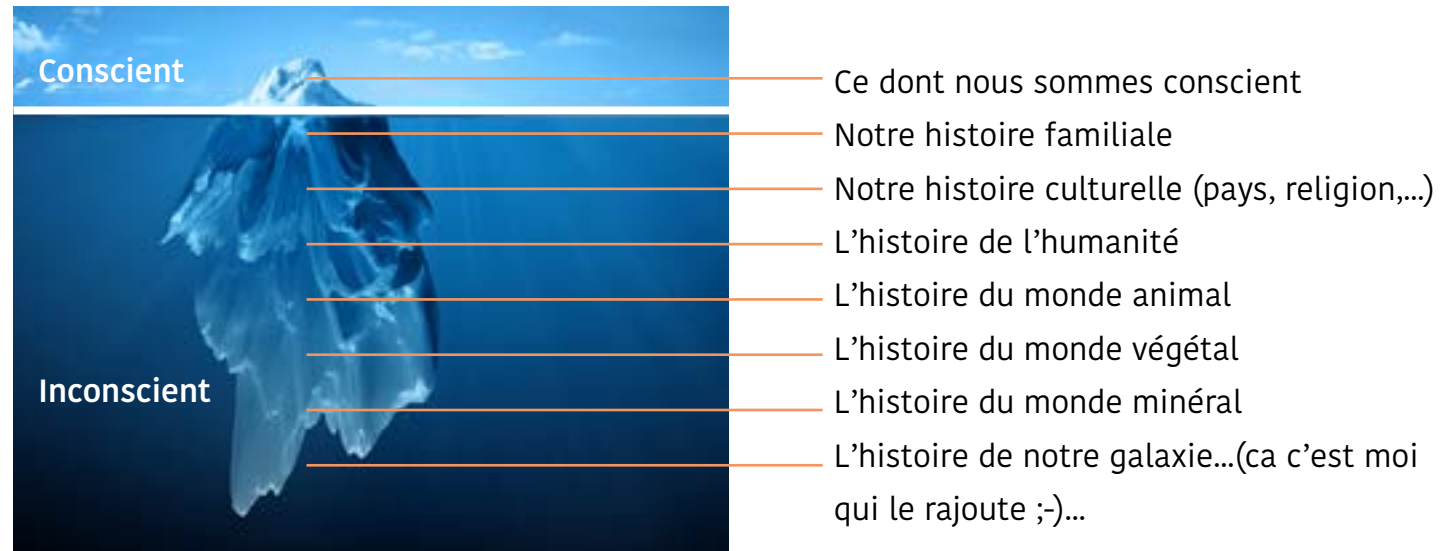 Conscient
Ce dont nous sommes conscient
Notre histoire familiale
Notre histoire culturelle (pays, religion,...)
L’histoire de l’humanité
L’histoire du monde animal
L’histoire du monde végétal
Inconscient
L’histoire du monde minéral
L’histoire de notre galaxie...(ca c’est moi
qui le rajoute ;-)...